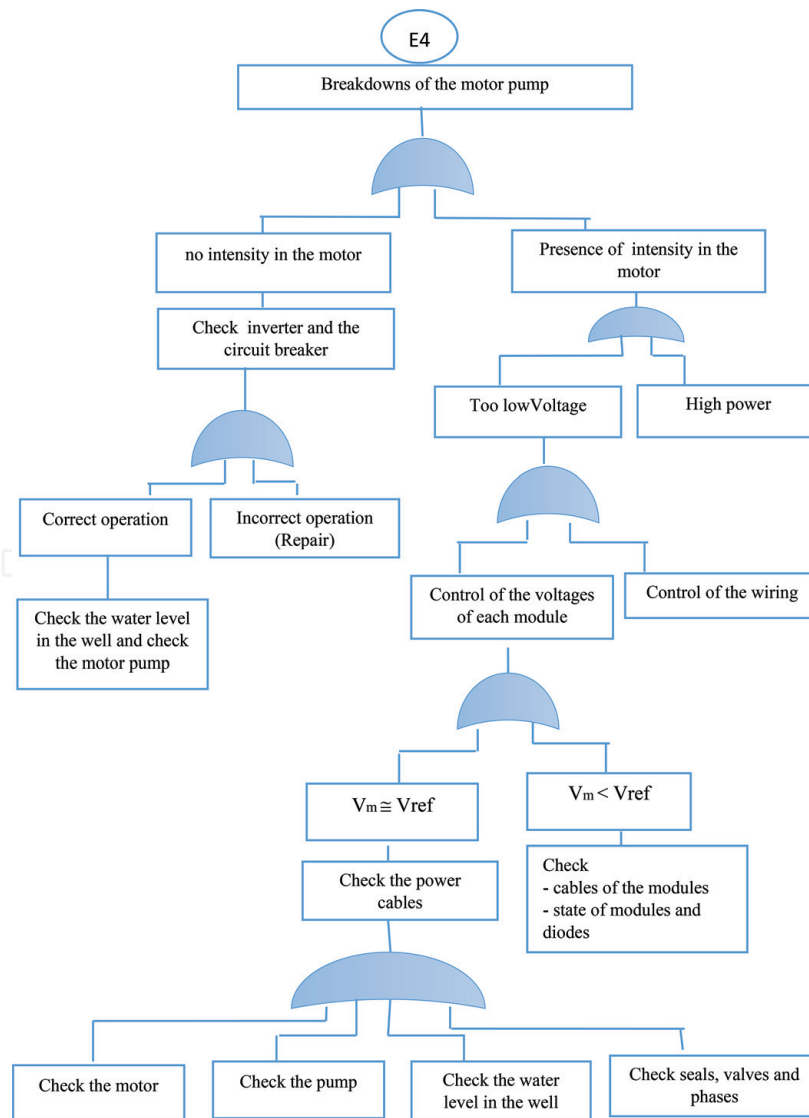 E4
Breakdowns of the motor pump
no intensity in the motor
Presence of intensity in the
motor
Check inverter and the
circuit breaker
Too lowVoltage
High power
Correct operation
Incorrect operation
(Repair)
Control of the voltages
of each module
Control of the wiring
Check the water level
in the well and check
the motor pump
Vm ≅ Vref
Vm < Vref
Check the power
cables
Check
- cables of the modules
- state of modules and
diodes
Check the motor
Check the pump
Check the water
level in the well
Check seals, valves and
phases